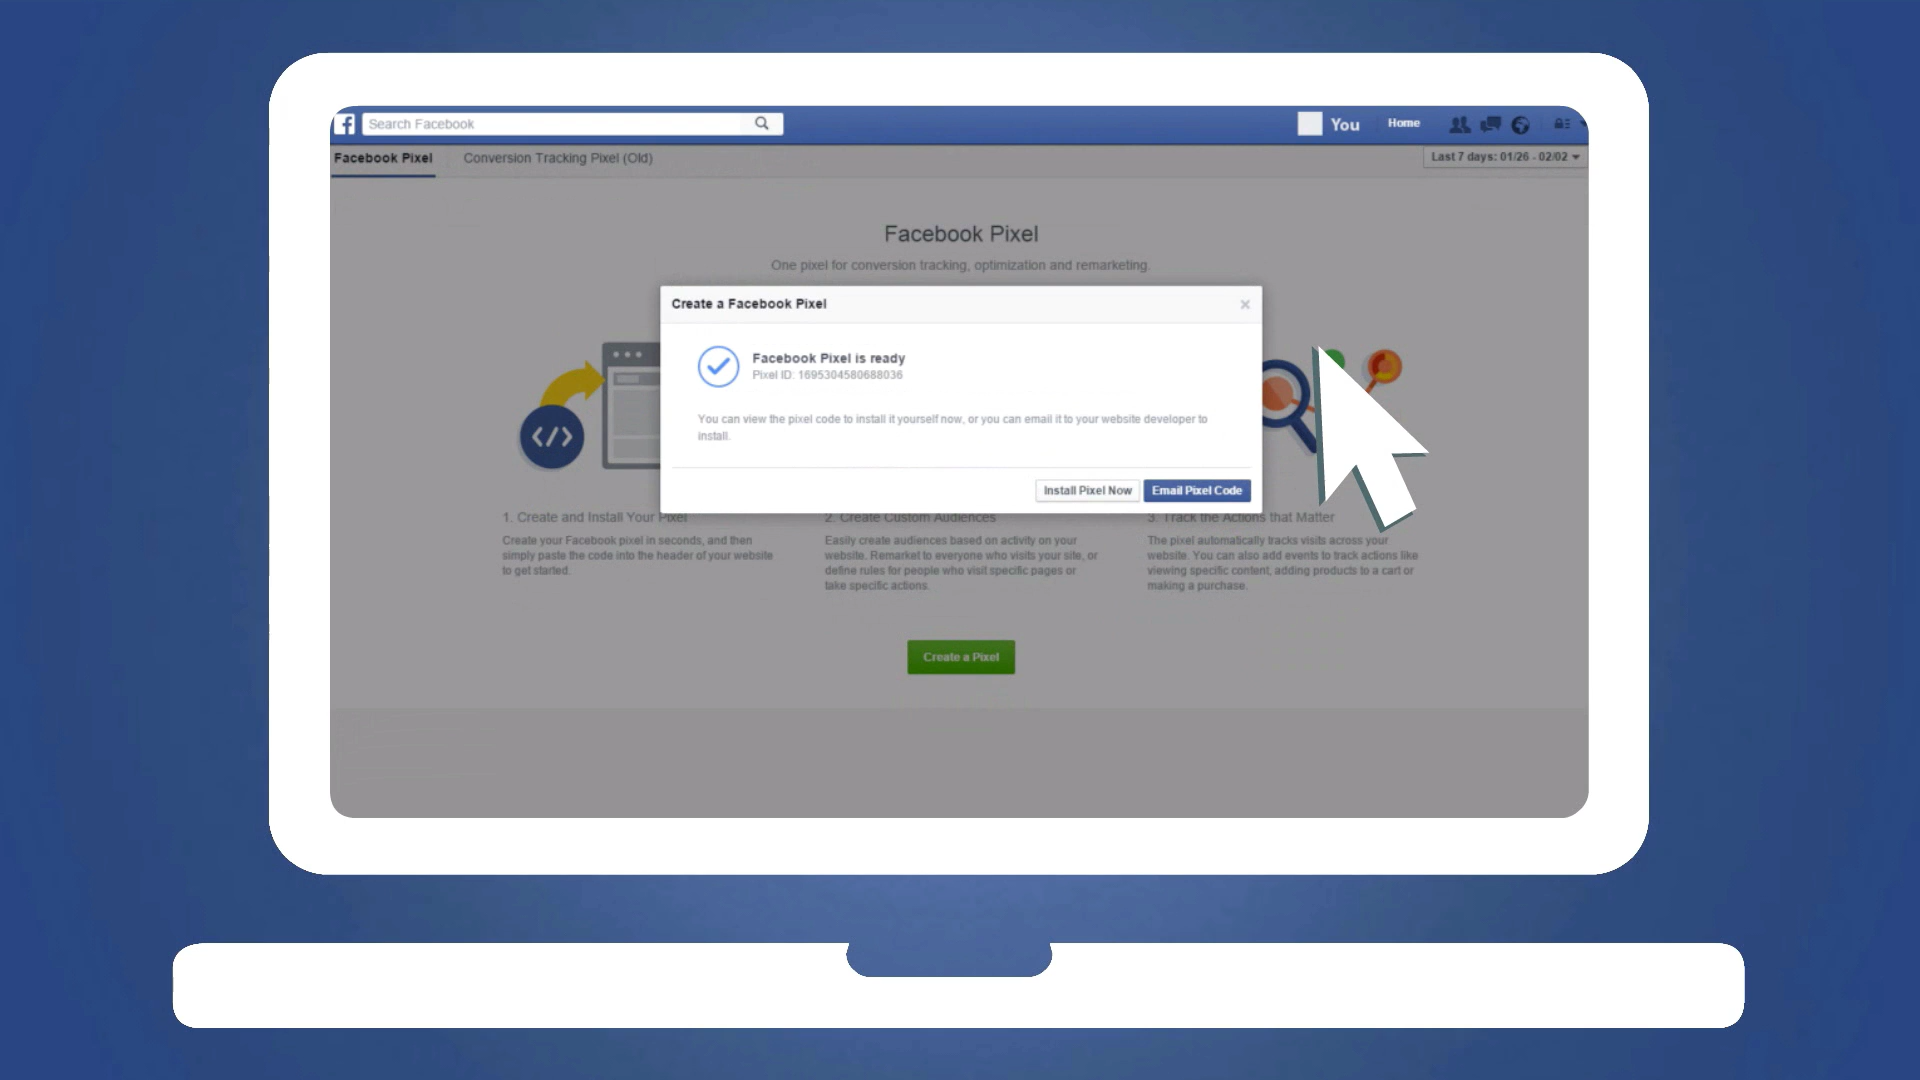 f Search Facebook You Home
Facebook Pixel Conversion Tracking Pixel (Old) Last 7 days: 01/26 - 02/02
Facebook Pixel
One pixel for conversion tracking, optimization and remarketing.
Create a Facebook Pixel ×
Facebook Pixel is ready
Pixel ID: 1695304580688036
You can view the pixel code to install it yourself now, or you can email it to your website developer to
install.
Install Pixel Now Email Pixel Code
</>
1. Create and Install Your Pixel
Create your Facebook pixel in seconds, and then
simply paste the code into the header of your website
to get started.
2. Create Custom Audiences
Easily create audiences based on activity on your
website. Remarket to everyone who visits your site, or
define rules for people who visit specific pages or
take specific actions.
3. Track the Actions that Matter
The pixel automatically tracks visits across your
website. You can also add events to track actions like
viewing specific content, adding products to a cart or
making a purchase.
Create a Pixel